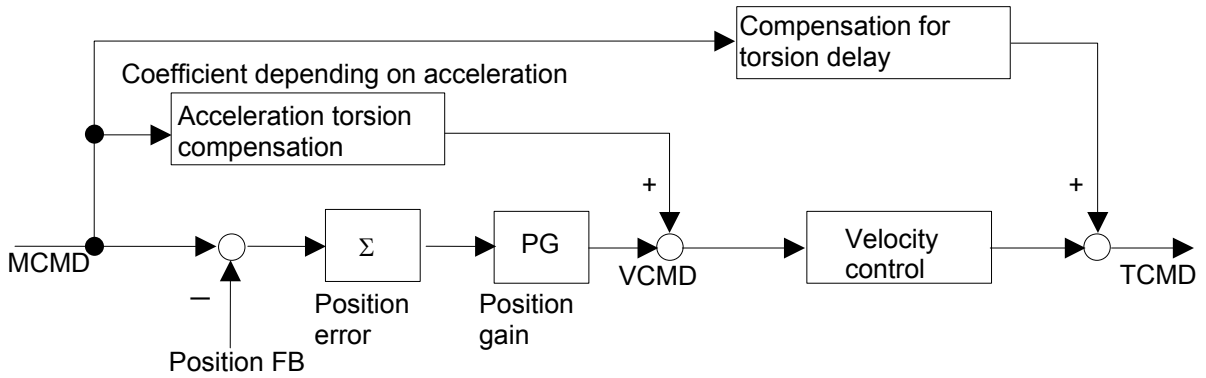 Compensation for
torsion delay
Coefficient depending on acceleration
Acceleration torsion
compensation
+
+
MCMD
Σ
PG
VCMD
Velocity
control
TCMD
–
Position
error
Position
gain
Position FB